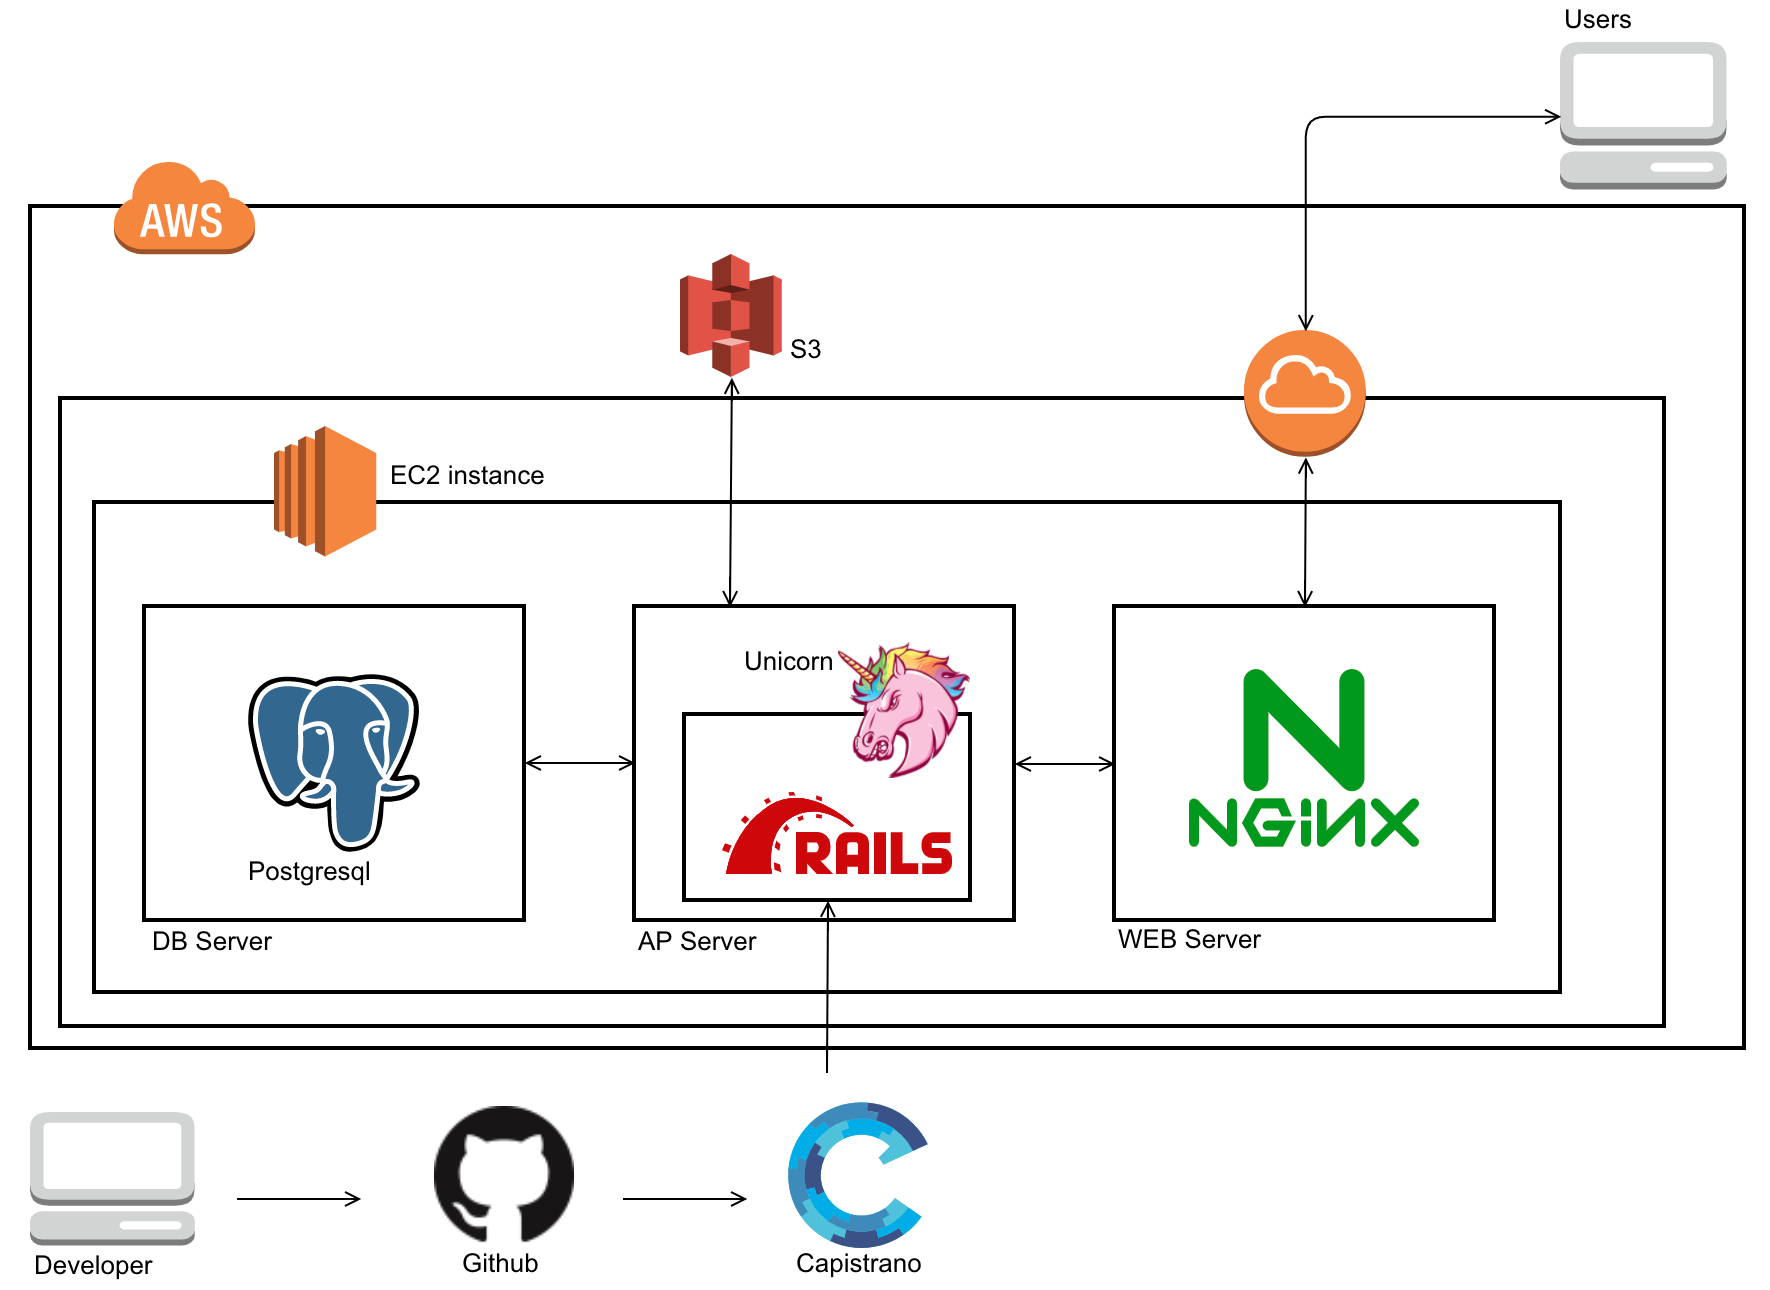 Users
AWS
S3
EC2 instance
Unicorn
RAILS
NGiNX
Postgresql
DB Server
AP Server
WEB Server
Developer
Github
Capistrano